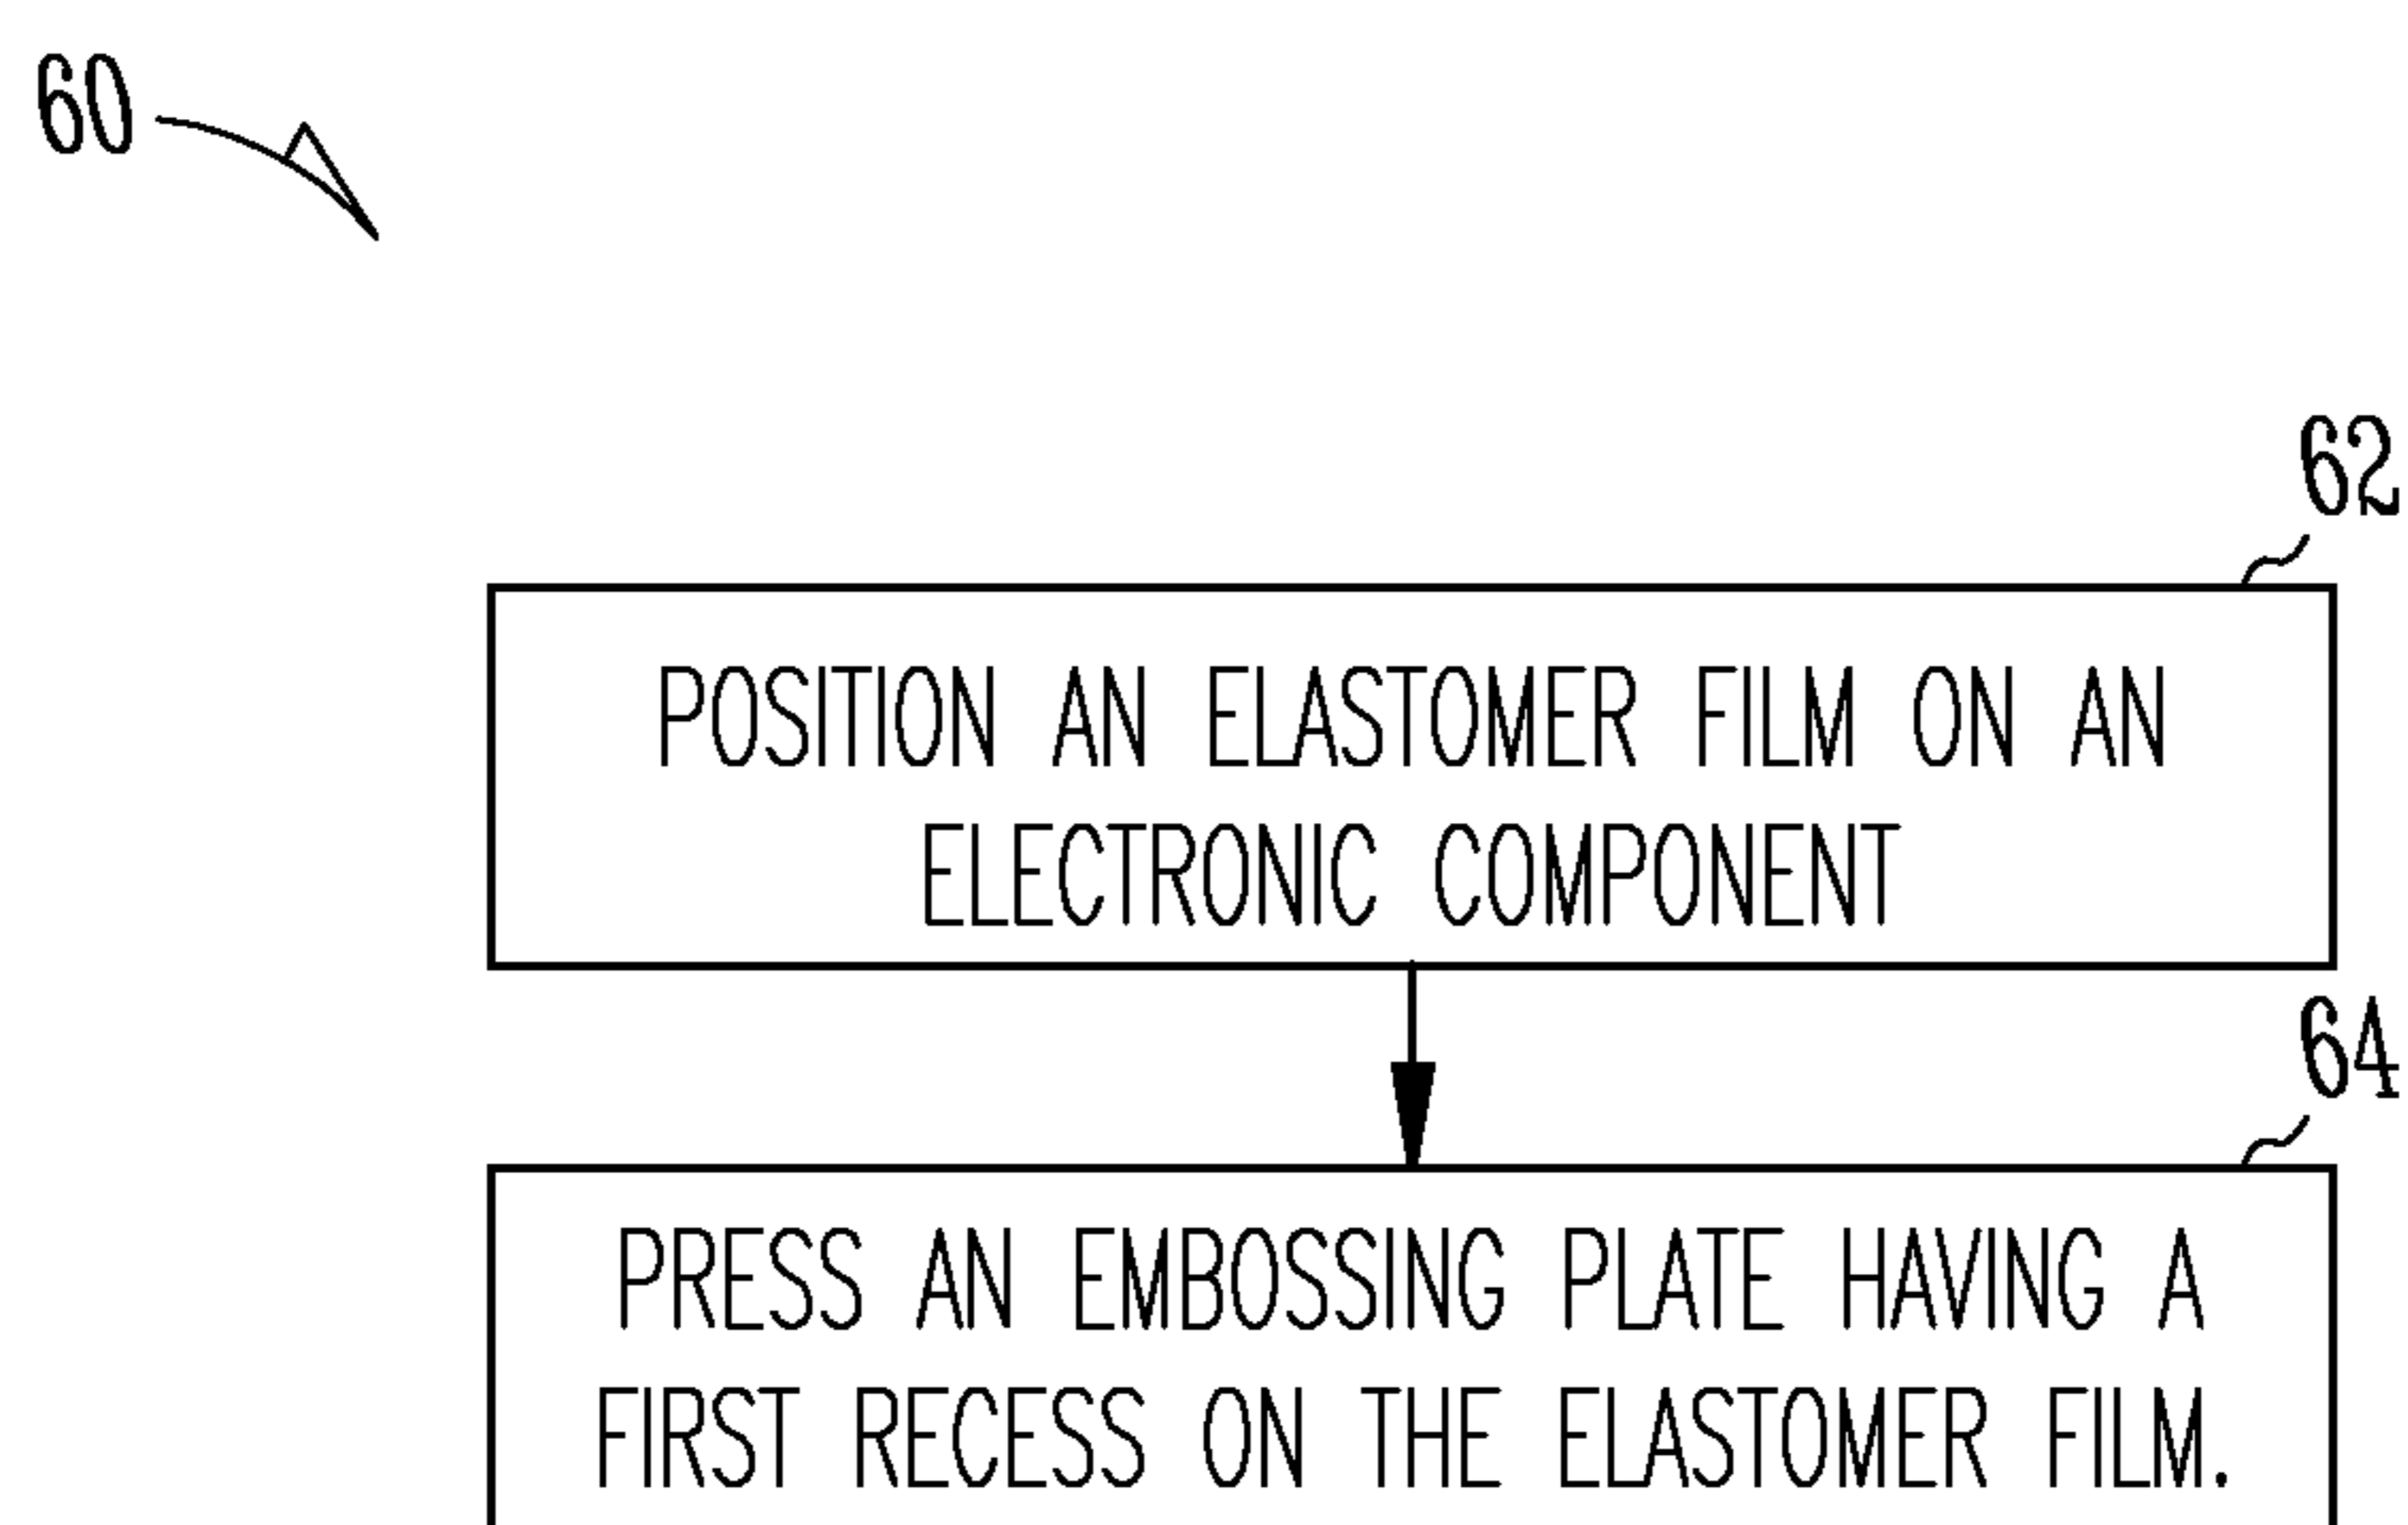 60
62
POSITION AN ELASTOMER FILM ON AN
ELECTRONIC COMPONENT
64
PRESS AN EMBOSSING PLATE HAVING A
FIRST RECESS ON THE ELASTOMER FILM.